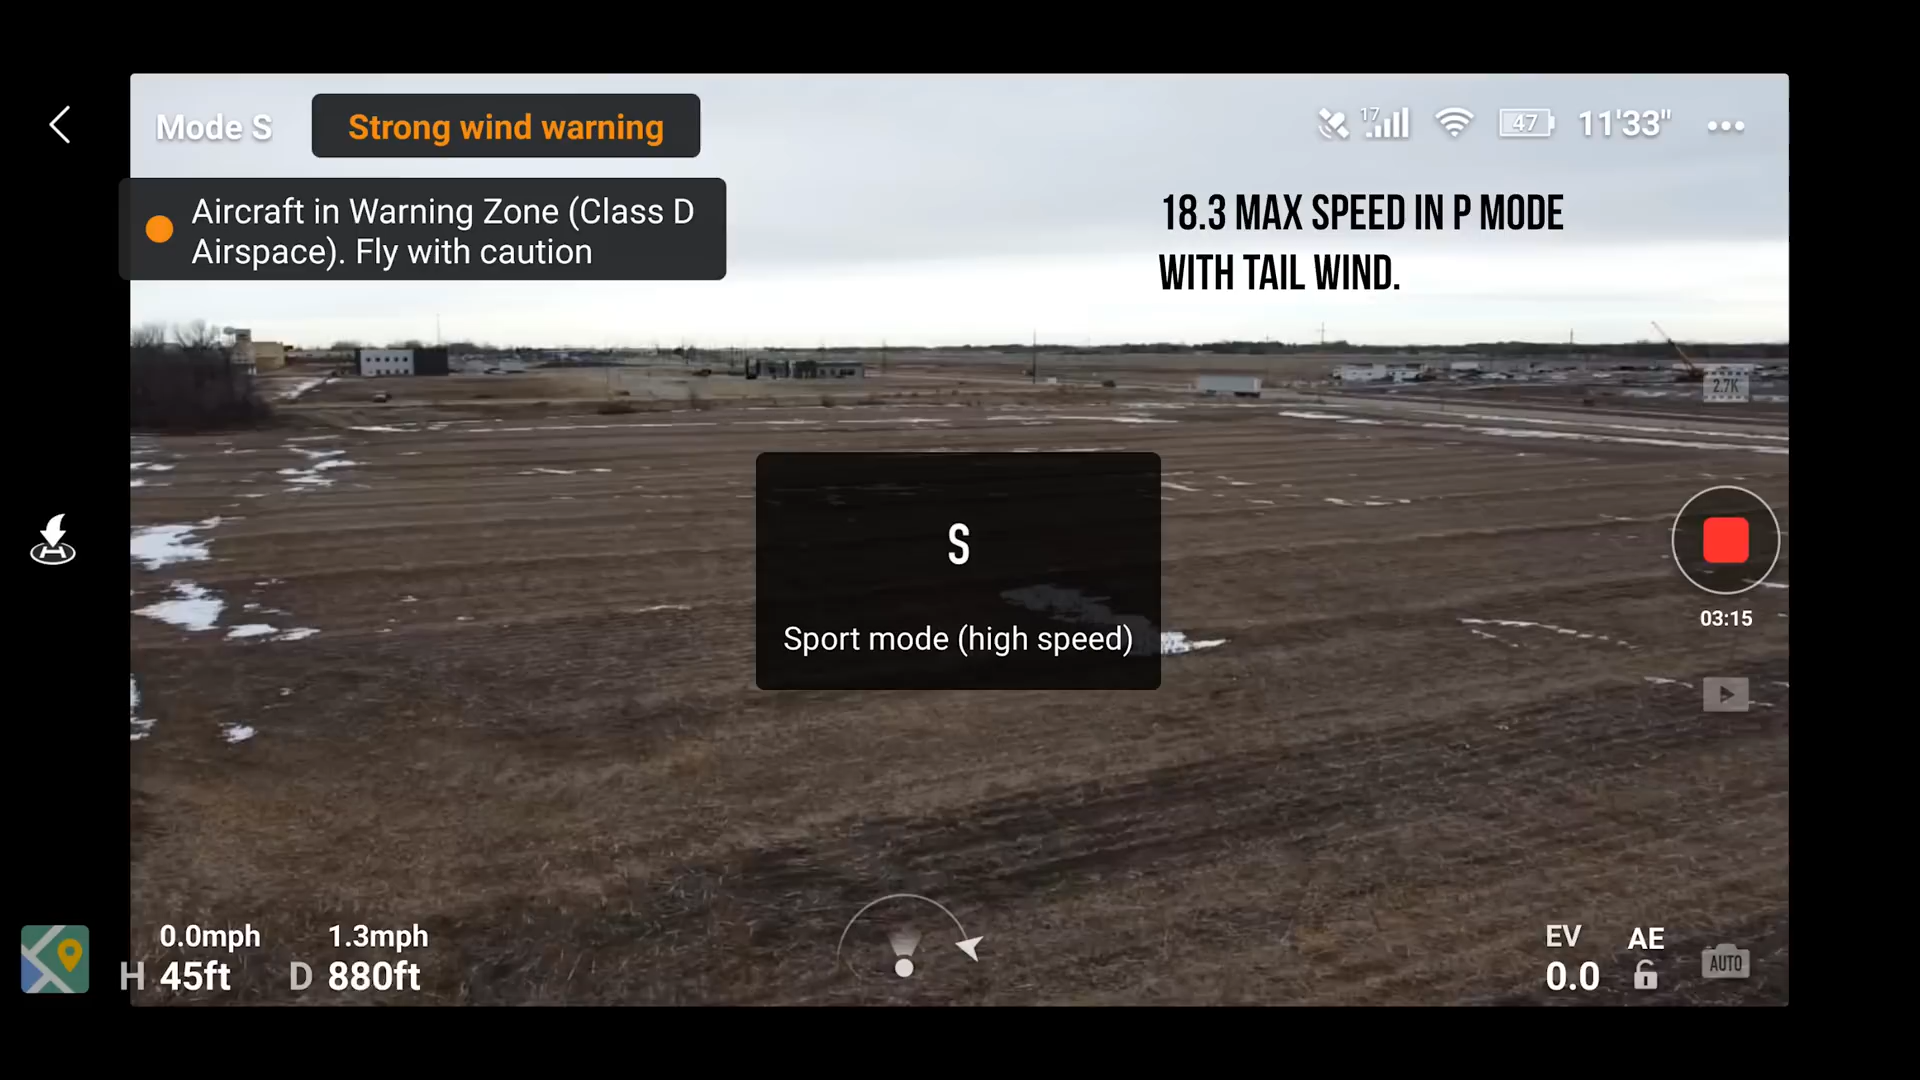 Mode S
Strong wind warning
17
47
11'33"
Aircraft in Warning Zone (Class D
Airspace). Fly with caution
18.3 MAX SPEED IN P MODE
WITH TAIL WIND.
2.7K
S
Sport mode (high speed)
03:15
0.0mph 1.3mph
H 45ft D 880ft
EV AE
0.0
AUTO